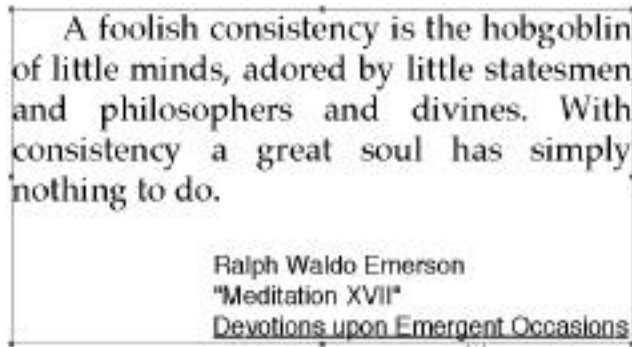 A foolish consistency is the hobgoblin
of little minds, adored by little statesmen
and philosophers and divines. With
consistency a great soul has simply
nothing to do.
Ralph Waldo Emerson
"Meditation XVII"
Devotions upon Emergent Occasions